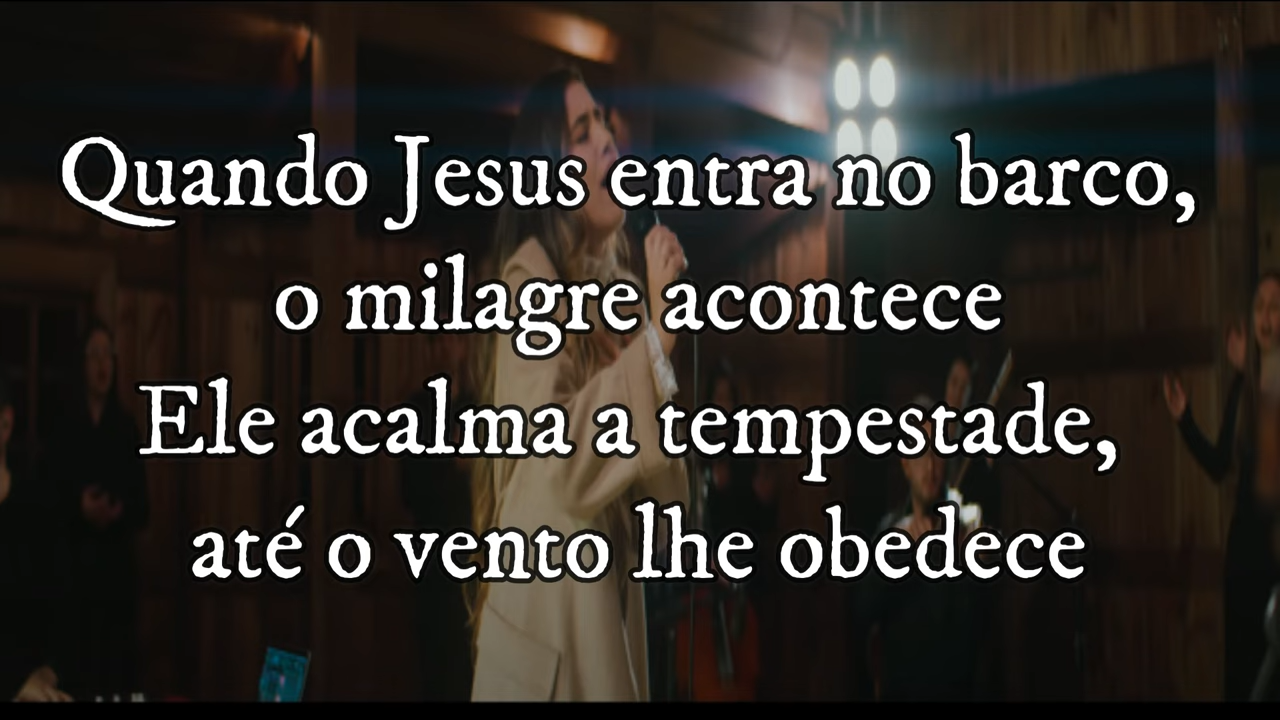 Quando Jesus entra no barco,
o milagre acontece
Ele acalma a tempestade,
até o vento lhe obedece